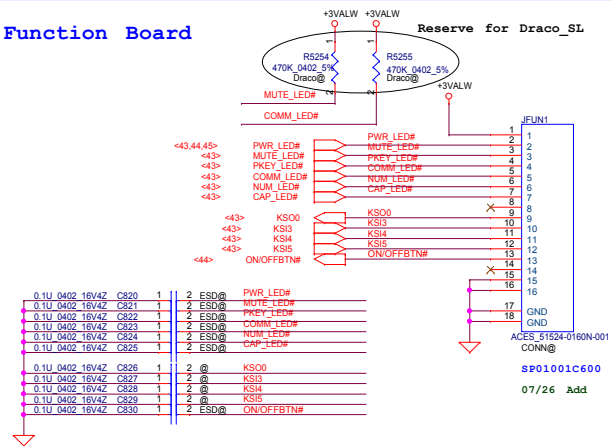 Function Board
+3VALW +3VALW
Reserve for Draco_SL
R5254
470K_0402_5%
Draco@
R5255
470K_0402_5%
Draco@
1 1
2 2
+3VALW
MUTE_LED#
COMM_LED#
JFUN1
<43,44,45> PWR_LED# PWR_LED# 1 1
<43> MUTE_LED# MUTE_LED# 2 2
<43> PKEY_LED# PKEY_LED# 3 3
<43> COMM_LED# COMM_LED# 4 4
<43> NUM_LED# NUM_LED# 5 5
<43> CAP_LED# CAP_LED# 6 6
7 7
8 8
<43> KSO0 KSO0 9 9
<43> KSI3 KSI3 10 10
<43> KSI4 KSI4 11 11
<43> KSI5 KSI5 12 12
<44> ON/OFFBTN# ON/OFFBTN# 13 13
14 14
15 15
16 16
17 GND
18 GND
ACES_51524-0160N-001
CONN@
SP01001C600
07/26 Add
0.1U_0402_16V4Z C820 1 2 ESD@ PWR_LED#
0.1U_0402_16V4Z C821 1 2 ESD@ MUTE_LED#
0.1U_0402_16V4Z C822 1 2 ESD@ PKEY_LED#
0.1U_0402_16V4Z C823 1 2 ESD@ COMM_LED#
0.1U_0402_16V4Z C824 1 2 ESD@ NUM_LED#
0.1U_0402_16V4Z C825 1 2 ESD@ CAP_LED#
0.1U_0402_16V4Z C826 1 2 @ KSO0
0.1U_0402_16V4Z C827 1 2 @ KSI3
0.1U_0402_16V4Z C828 1 2 @ KSI4
0.1U_0402_16V4Z C829 1 2 @ KSI5
0.1U_0402_16V4Z C830 1 2 ESD@ ON/OFFBTN#